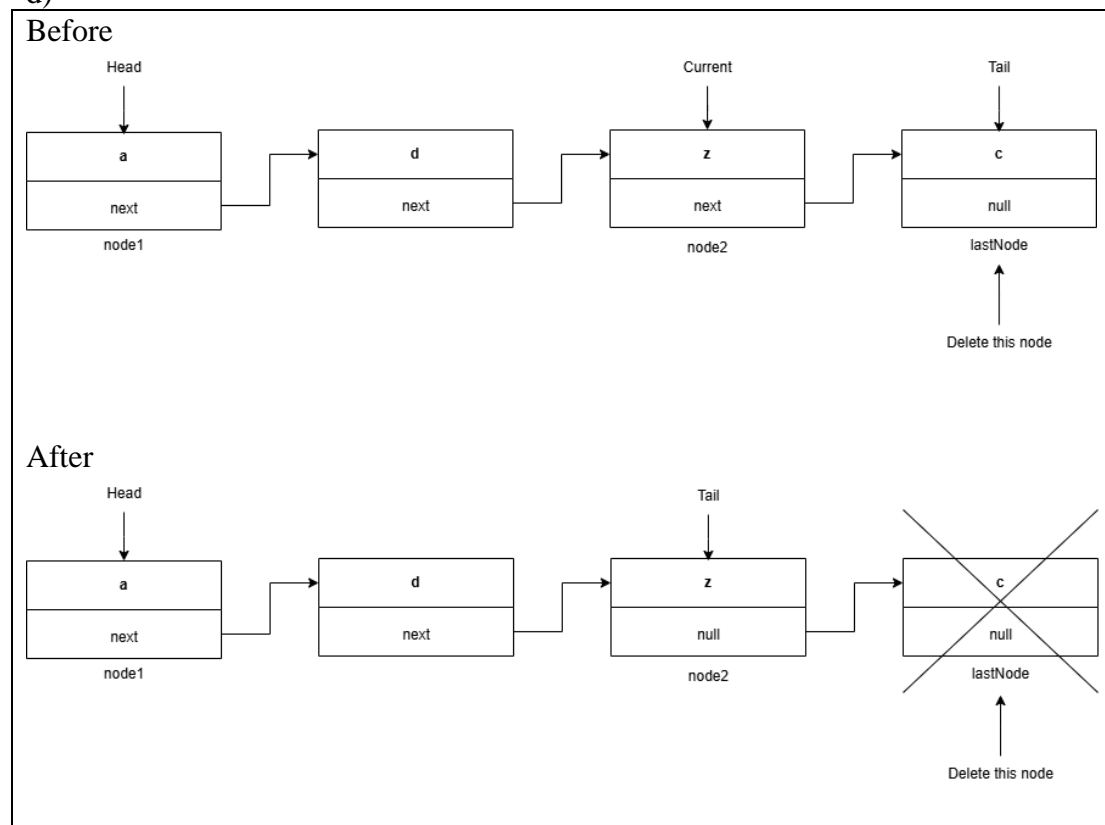 d)
Before
Head Current Tail
a d z c
next next next null
node1 node2 lastNode
Delete this node
After
Head Tail
a d z c
next next null null
node1 node2 lastNode
Delete this node